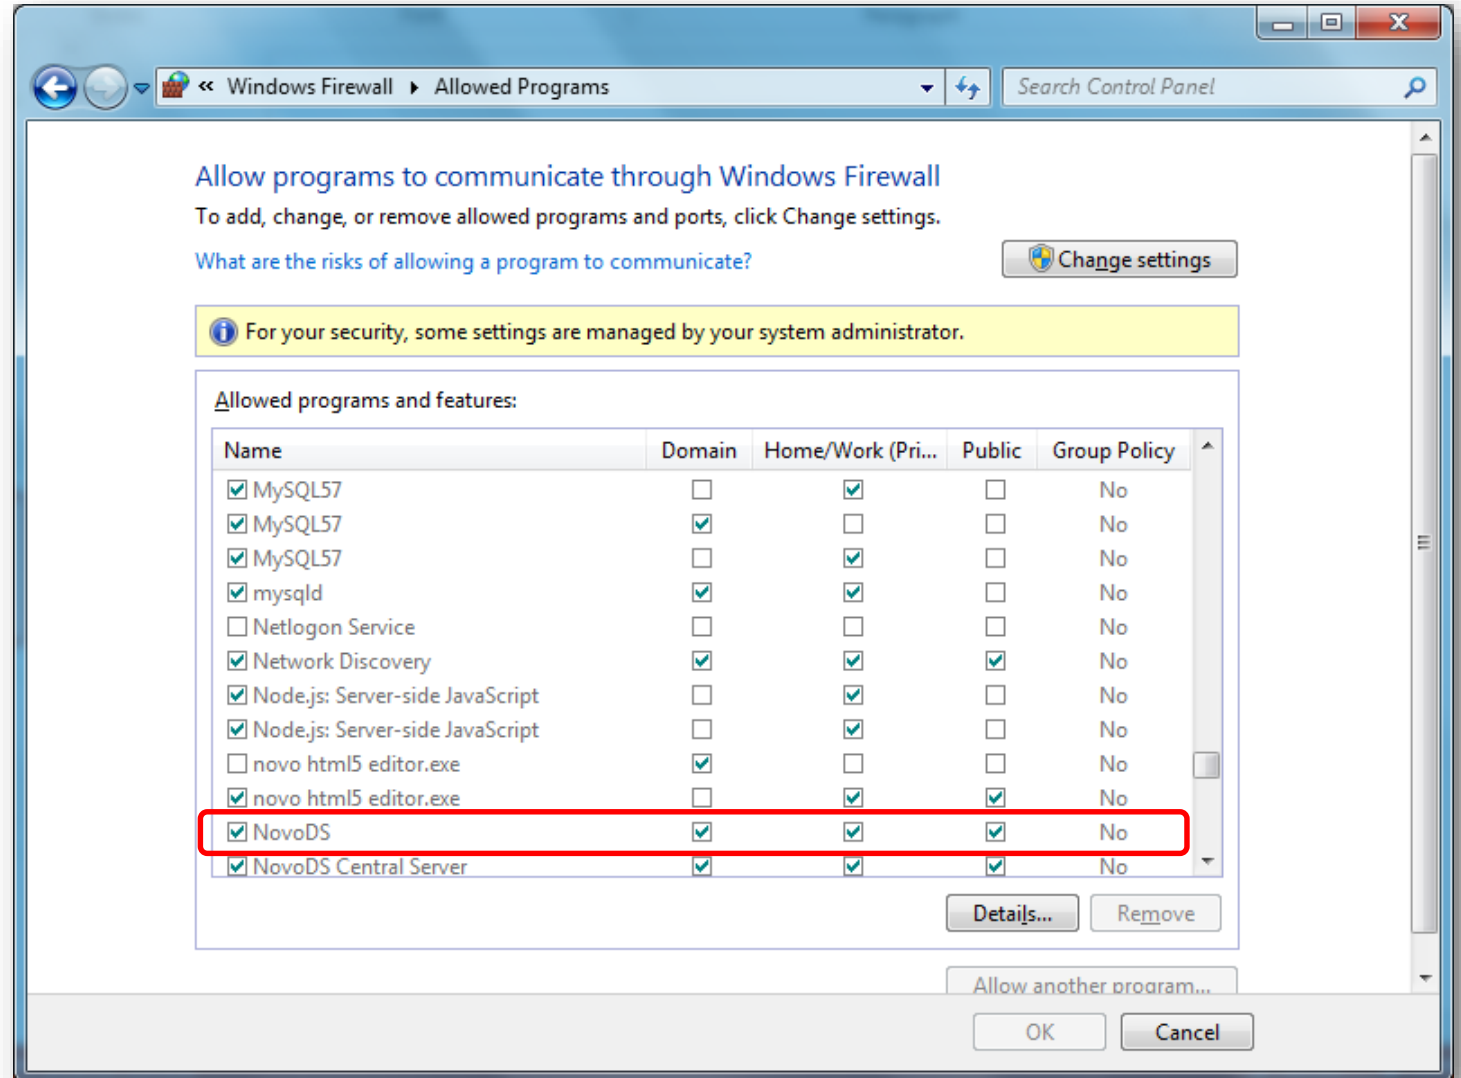 « Windows Firewall ▸ Allowed Programs
Search Control Panel
Allow programs to communicate through Windows Firewall
To add, change, or remove allowed programs and ports, click Change settings.
What are the risks of allowing a program to communicate?
Change settings
For your security, some settings are managed by your system administrator.
Allowed programs and features:
Name Domain Home/Work (Pri... Public Group Policy
MySQL57 No
MySQL57 No
MySQL57 No
mysqld No
Netlogon Service No
Network Discovery No
Node.js: Server-side JavaScript No
Node.js: Server-side JavaScript No
novo html5 editor.exe No
novo html5 editor.exe No
NovoDS No
NovoDS Central Server No
Details... Remove
Allow another program...
OK Cancel